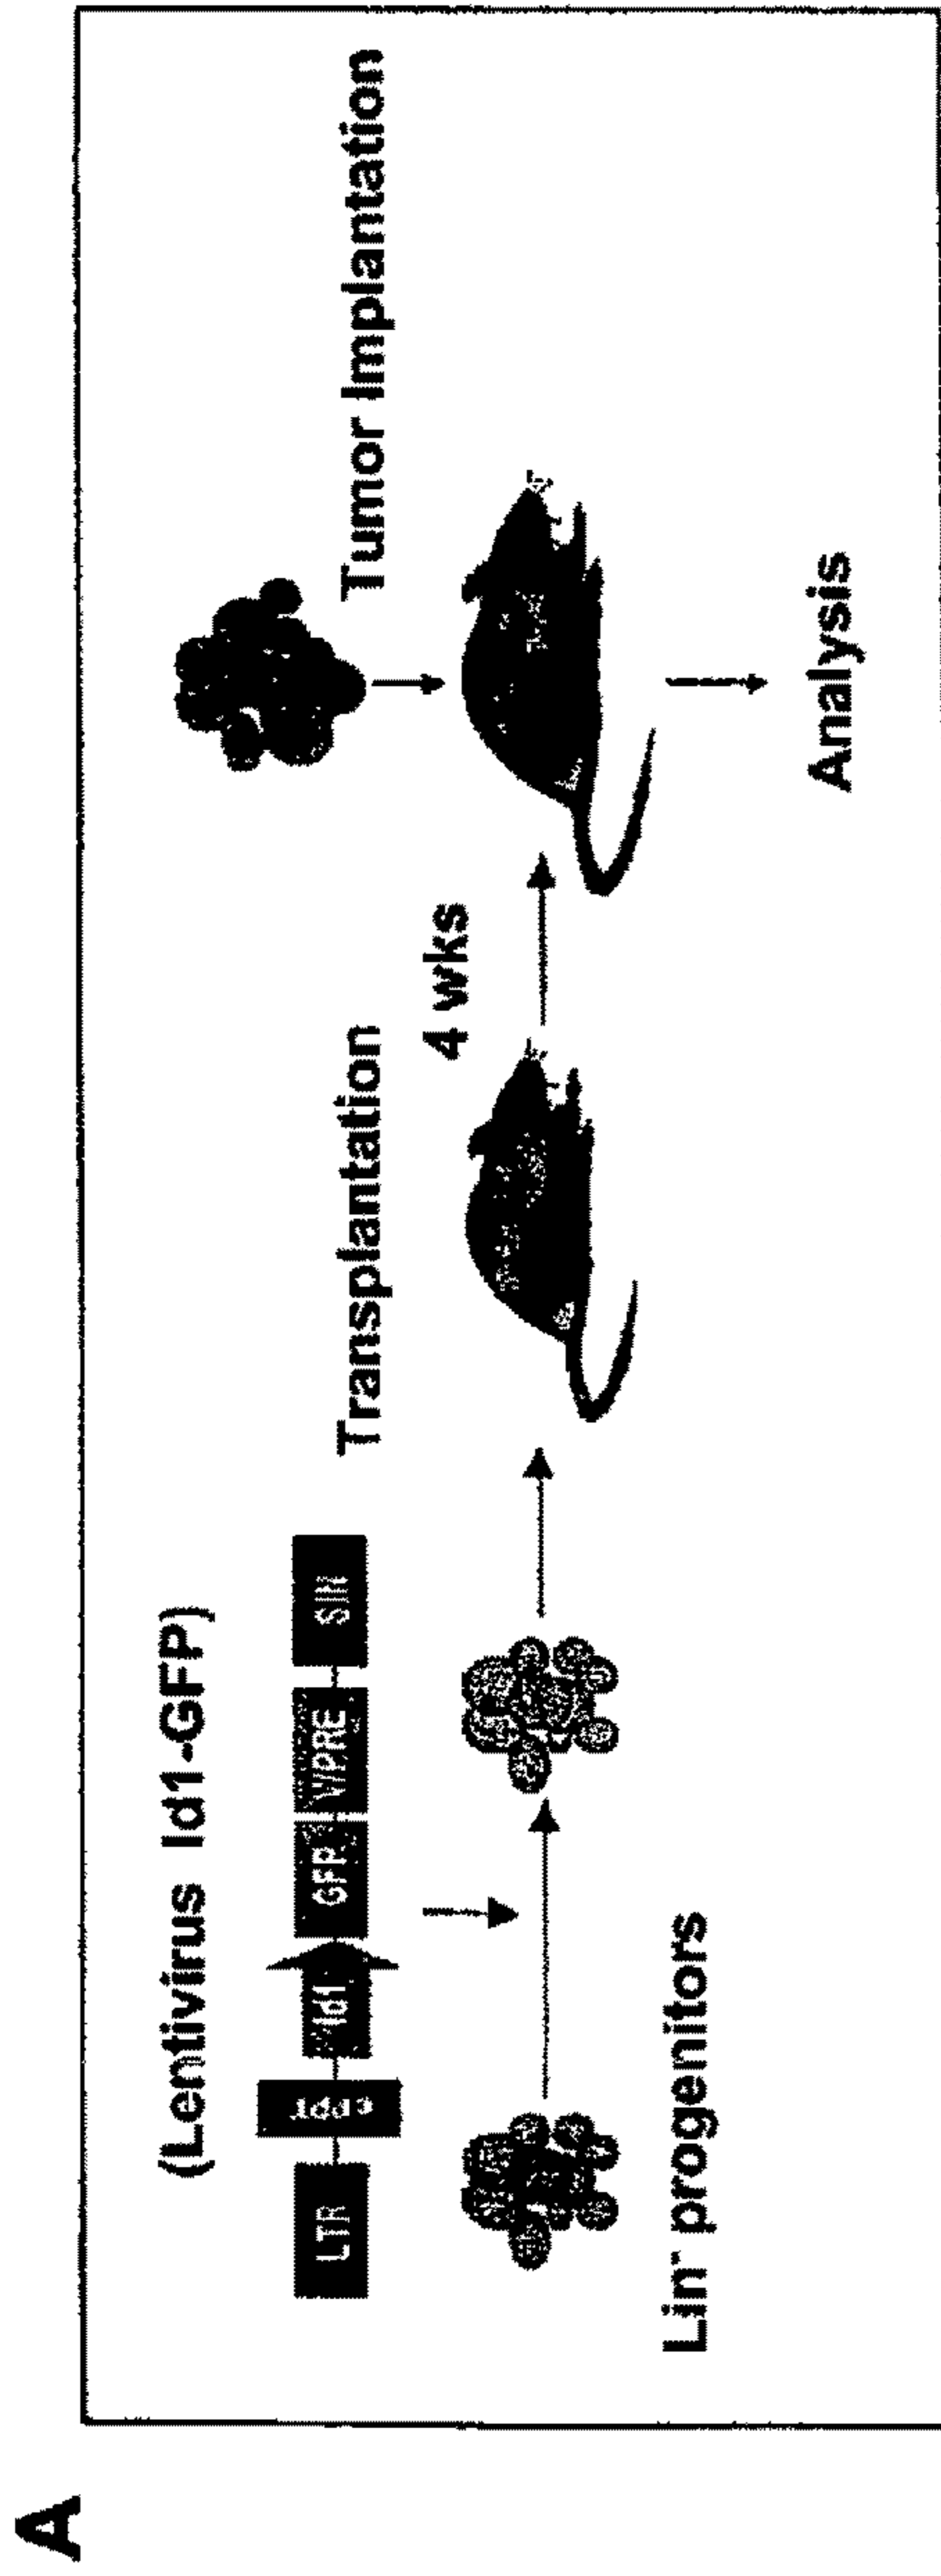 A
(Lentivirus Id1-GFP)
LTR cPPT Id1 GFP WPRE SIN
Transplantation
Tumor Implantation
4 wks
Lin⁻ progenitors
Analysis